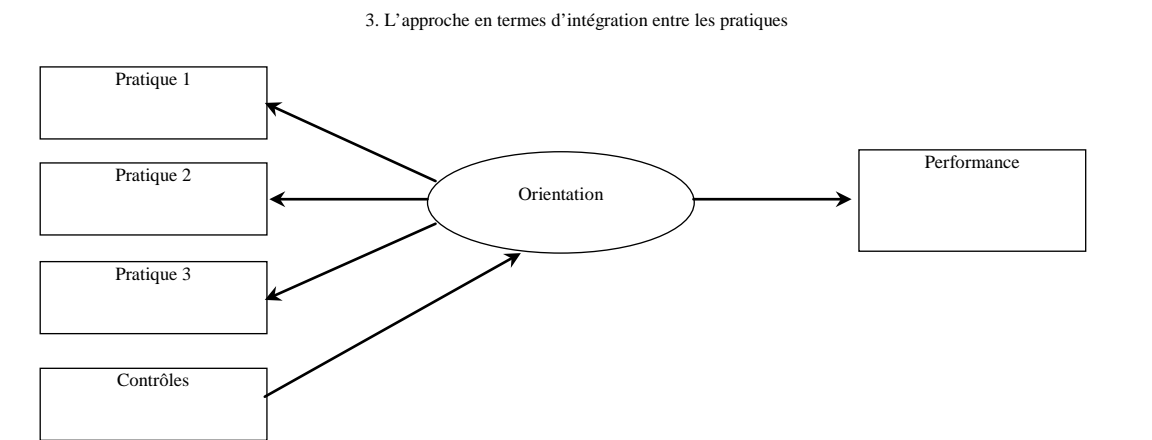 3. L’approche en termes d’intégration entre les pratiques
Pratique 1
Pratique 2
Pratique 3
Contrôles
Orientation
Performance